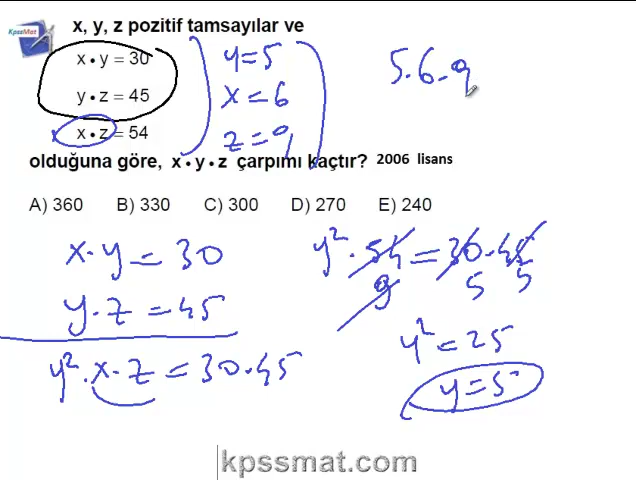 KpssMat
x, y, z pozitif tamsayılar ve
x • y = 30
y • z = 45
x • z = 54
y = 5
x = 6
z = 9
5.6.9
olduğuna göre, x • y • z çarpımı kaçtır? 2006 lisans
A) 360 B) 330 C) 300 D) 270 E) 240
x . y = 30
y . z = 45
y² . x . z = 30.45
y² . 54 = 30.45
9 5 5
y² = 25
y = 5
kpssmat.com